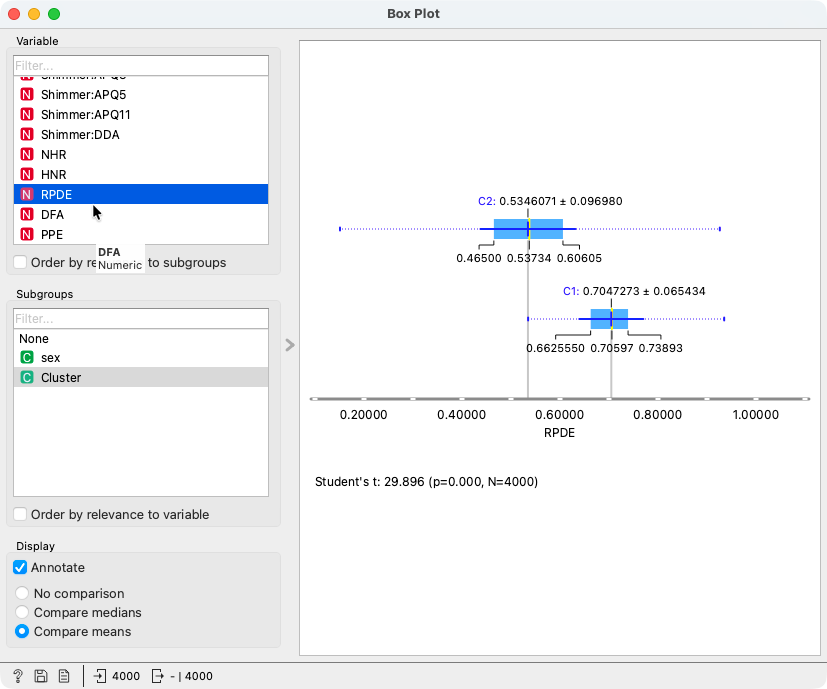 Box Plot
Variable
Filter...
N Shimmer:APQ5
N Shimmer:APQ11
N Shimmer:DDA
N NHR
N HNR
N RPDE
N DFA
N PPE
DFA
Numeric
Order by to subgroups
Subgroups
Filter...
None
C sex
C Cluster
Order by relevance to variable
Display
Annotate
No comparison
Compare medians
Compare means
C2: 0.5346071 ± 0.096980
0.46500 0.53734 0.60605
C1: 0.7047273 ± 0.065434
0.6625550 0.70597 0.73893
0.20000 0.40000 0.60000 0.80000 1.00000
RPDE
Student's t: 29.896 (p=0.000, N=4000)
? 4000 - | 4000